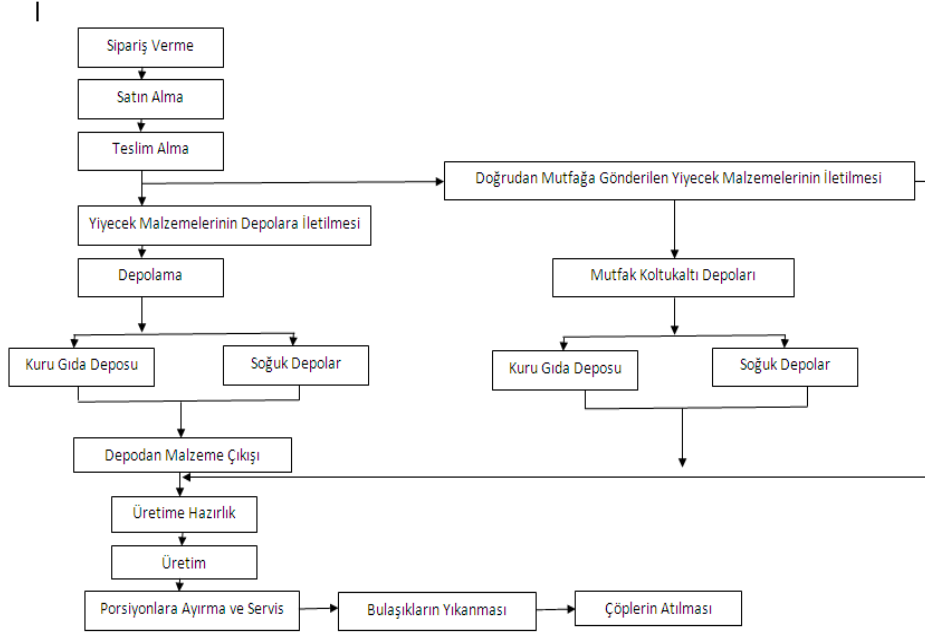 Sipariş Verme
Satın Alma
Teslim Alma
Doğrudan Mutfağa Gönderilen Yiyecek Malzemelerinin İletilmesi
Yiyecek Malzemelerinin Depolara İletilmesi
Depolama
Mutfak Koltukaltı Depoları
Kuru Gıda Deposu
Soğuk Depolar
Kuru Gıda Deposu
Soğuk Depolar
Depodan Malzeme Çıkışı
Üretime Hazırlık
Üretim
Porsiyonlara Ayırma ve Servis
Bulaşıkların Yıkanması
Çöplerin Atılması